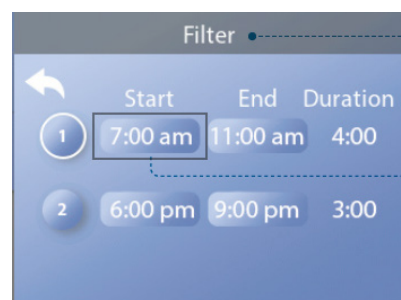 Filter
Start End Duration
1 7:00 am 11:00 am 4:00
2 6:00 pm 9:00 pm 3:00